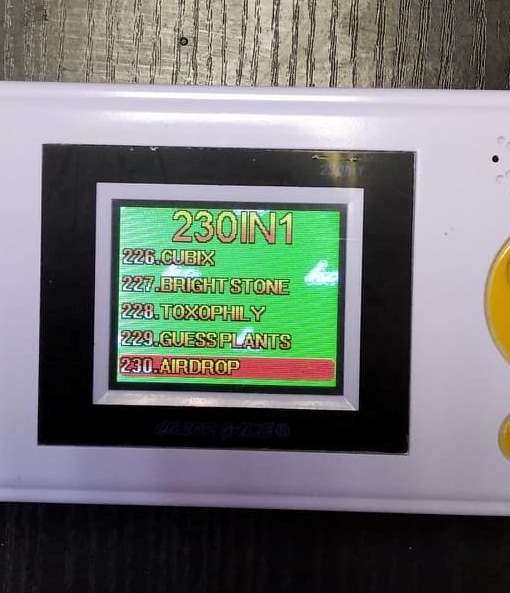 230IN1
226.CUBIX
227.BRIGHT STONE
228.TOXOPHILY
229.GUESS PLANTS
230.AIRDROP